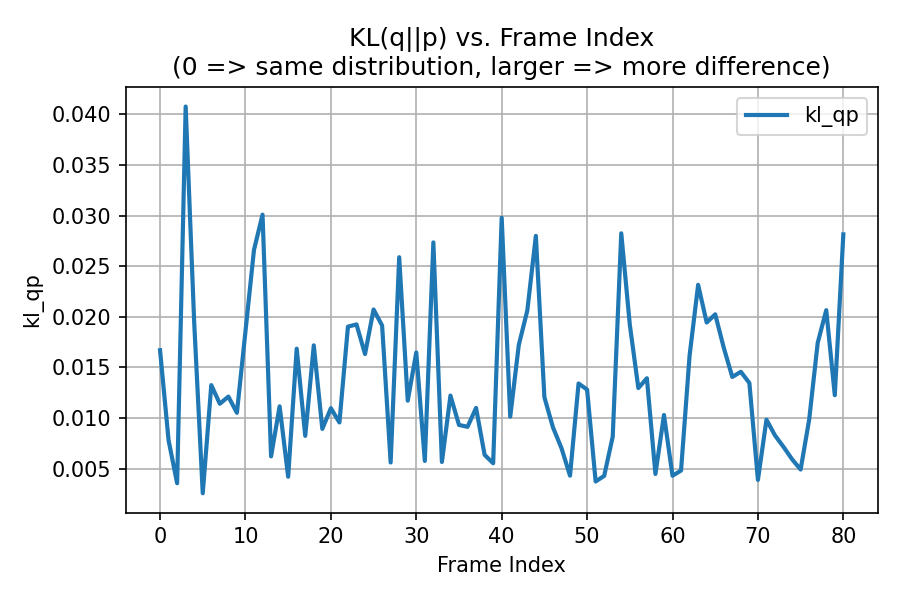 KL(q||p) vs. Frame Index
(0 => same distribution, larger => more difference)
kl_qp
0.040
0.035
0.030
0.025
0.020
0.015
0.010
0.005
kl_qp
0 10 20 30 40 50 60 70 80
Frame Index